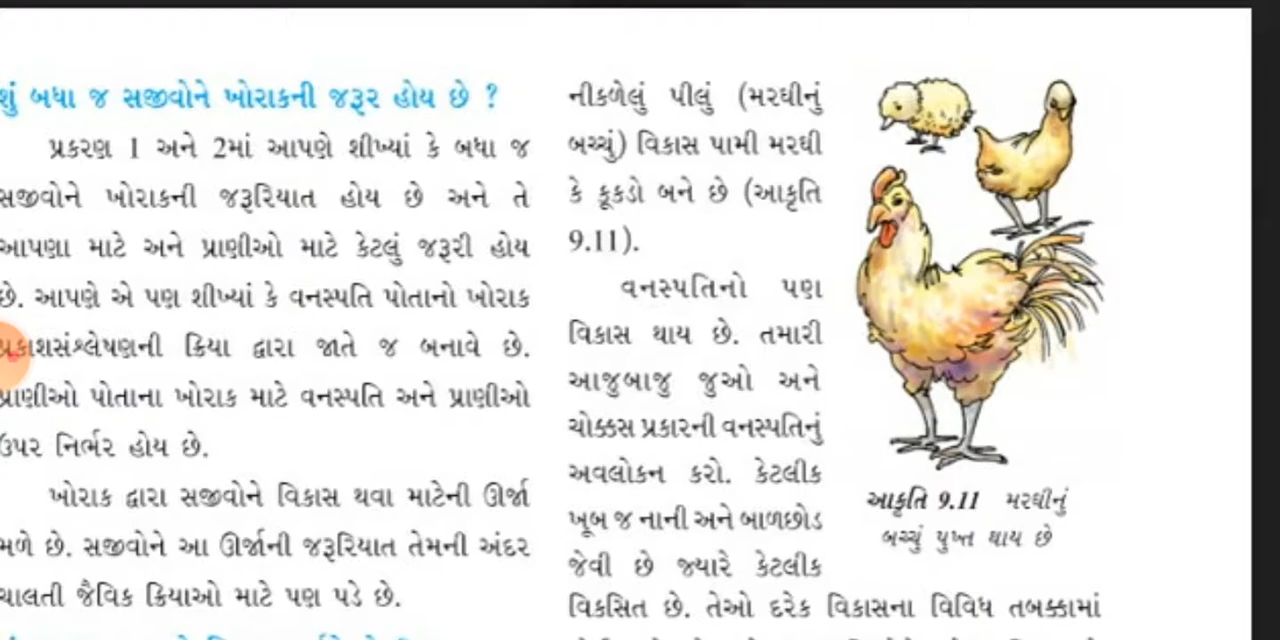 શું બધા જ સજીવોને ખોરાકની જરૂર હોય છે ?
પ્રકરણ 1 અને 2માં આપણે શીખ્યાં કે બધા જ
સજીવોને ખોરાકની જરૂરિયાત હોય છે અને તે
આપણા માટે અને પ્રાણીઓ માટે કેટલું જરૂરી હોય
છે. આપણે એ પણ શીખ્યાં કે વનસ્પતિ પોતાનો ખોરાક
પ્રકાશસંશ્લેષણની ક્રિયા દ્વારા જાતે જ બનાવે છે.
પ્રાણીઓ પોતાના ખોરાક માટે વનસ્પતિ અને પ્રાણીઓ
ઉપર નિર્ભર હોય છે.
ખોરાક દ્વારા સજીવોને વિકાસ થવા માટેની ઊર્જા
મળે છે. સજીવોને આ ઊર્જાની જરૂરિયાત તેમની અંદર
ચાલતી જૈવિક ક્રિયાઓ માટે પણ પડે છે.
નીકળેલું પીલું (મરઘીનું
બચ્ચું) વિકાસ પામી મરઘી
કે કૂકડો બને છે (આકૃતિ
9.11).
વનસ્પતિનો પણ
વિકાસ થાય છે. તમારી
આજુબાજુ જુઓ અને
ચોક્કસ પ્રકારની વનસ્પતિનું
અવલોકન કરો. કેટલીક
ખૂબ જ નાની અને બાળછોડ
જેવી છે જ્યારે કેટલીક
વિકસિત છે. તેઓ દરેક વિકાસના વિવિધ તબક્કામાં
આકૃતિ 9.11 મરઘીનું
બચ્ચું પુખ્ત થાય છે